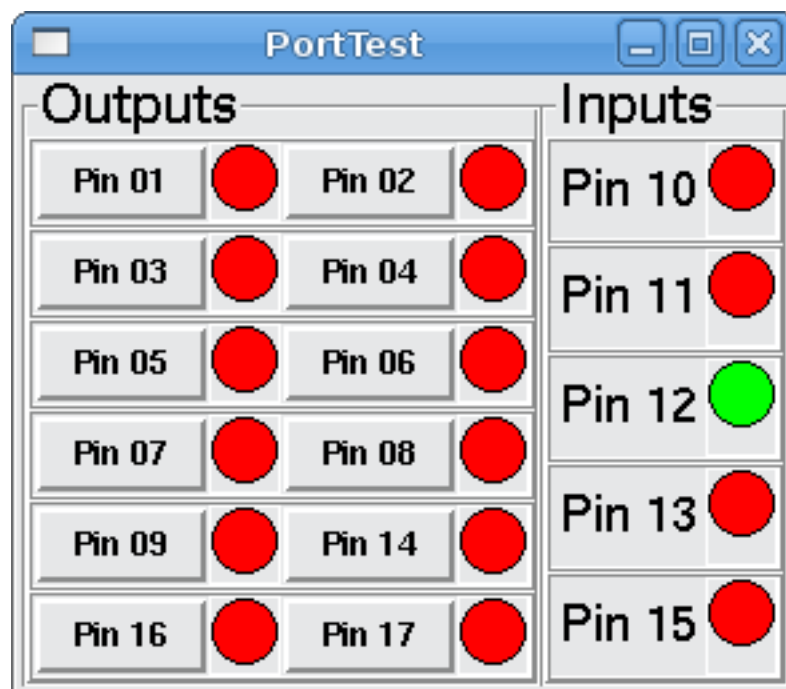 PortTest
Outputs
Inputs
Pin 01 Pin 02
Pin 10
Pin 03 Pin 04
Pin 11
Pin 05 Pin 06
Pin 12
Pin 07 Pin 08
Pin 09 Pin 14
Pin 13
Pin 16 Pin 17
Pin 15